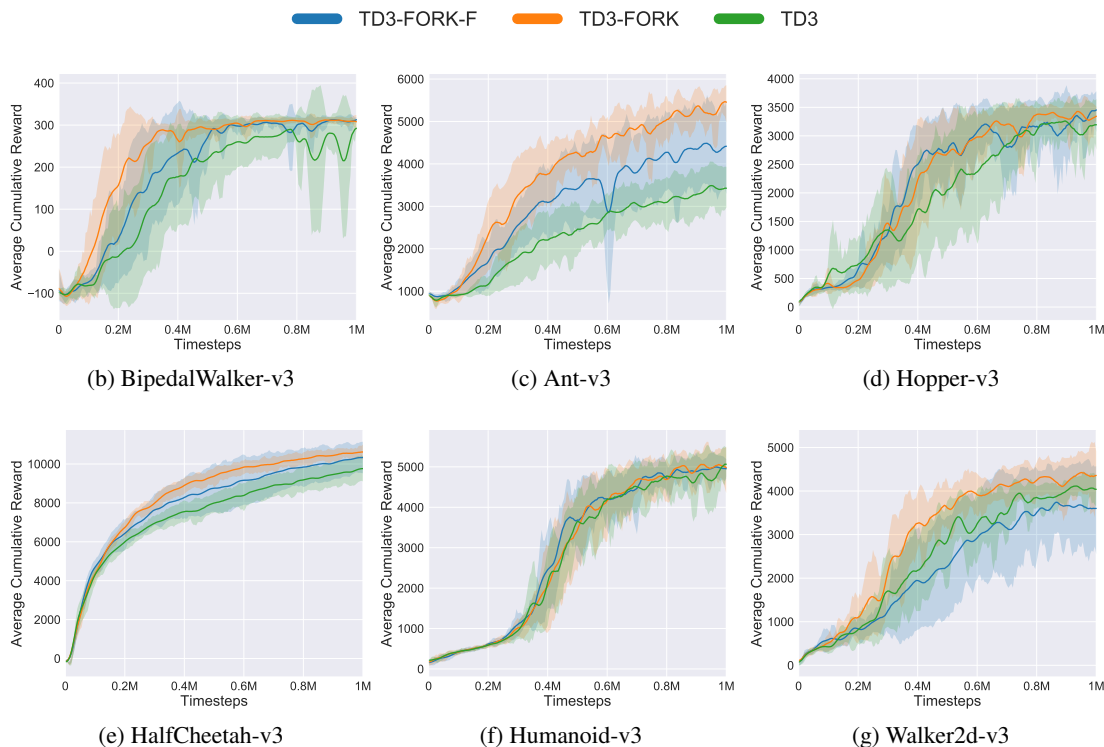 TD3-FORK-F TD3-FORK TD3
400
300
200
100
0
−100
Average Cumulative Reward
0 0.2M 0.4M 0.6M 0.8M 1M
Timesteps
(b) BipedalWalker-v3
6000
5000
4000
3000
2000
1000
Average Cumulative Reward
0 0.2M 0.4M 0.6M 0.8M 1M
Timesteps
(c) Ant-v3
4000
3500
3000
2500
2000
1500
1000
500
0
Average Cumulative Reward
0 0.2M 0.4M 0.6M 0.8M 1M
Timesteps
(d) Hopper-v3
10000
8000
6000
4000
2000
0
Average Cumulative Reward
0 0.2M 0.4M 0.6M 0.8M 1M
Timesteps
(e) HalfCheetah-v3
5000
4000
3000
2000
1000
0
Average Cumulative Reward
0 0.2M 0.4M 0.6M 0.8M 1M
Timesteps
(f) Humanoid-v3
5000
4000
3000
2000
1000
0
Average Cumulative Reward
0 0.2M 0.4M 0.6M 0.8M 1M
Timesteps
(g) Walker2d-v3